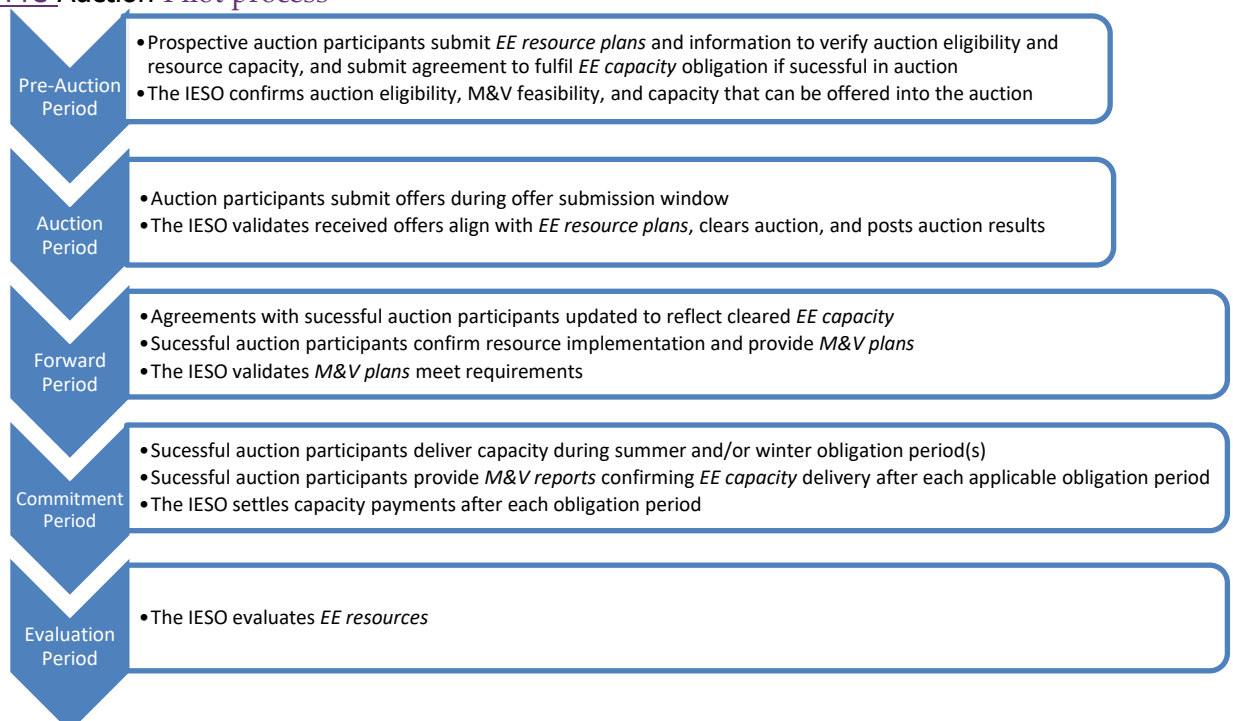 Auction Pilot process
Pre-Auction
Period
•Prospective auction participants submit EE resource plans and information to verify auction eligibility and
resource capacity, and submit agreement to fulfil EE capacity obligation if sucessful in auction
•The IESO confirms auction eligibility, M&V feasibility, and capacity that can be offered into the auction
Auction
Period
•Auction participants submit offers during offer submission window
•The IESO validates received offers align with EE resource plans, clears auction, and posts auction results
Forward
Period
•Agreements with sucessful auction participants updated to reflect cleared EE capacity
•Sucessful auction participants confirm resource implementation and provide M&V plans
•The IESO validates M&V plans meet requirements
Commitment
Period
•Sucessful auction participants deliver capacity during summer and/or winter obligation period(s)
•Sucessful auction participants provide M&V reports confirming EE capacity delivery after each applicable obligation period
•The IESO settles capacity payments after each obligation period
Evaluation
Period
•The IESO evaluates EE resources